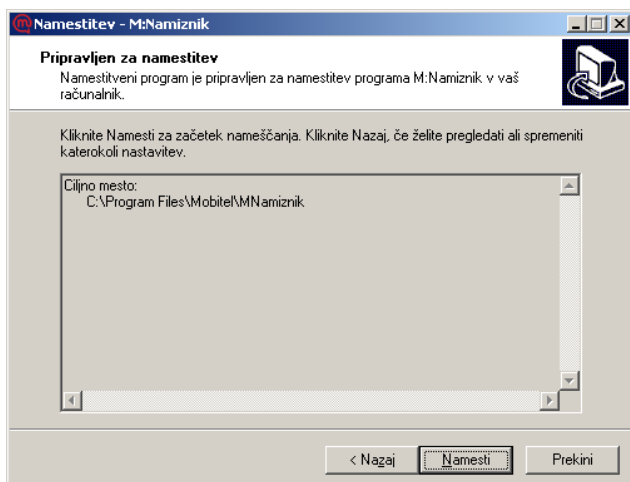 Namestitev - M:Namiznik
Pripravljen za namestitev
Namestitveni program je pripravljen za namestitev programa M:Namiznik v vaš
računalnik.
Kliknite Namesti za začetek nameščanja. Kliknite Nazaj, če želite pregledati ali spremeniti
katerokoli nastavitev.
Ciljno mesto:
C:\Program Files\Mobitel\MNamiznik
< Nazaj
Namesti
Prekini